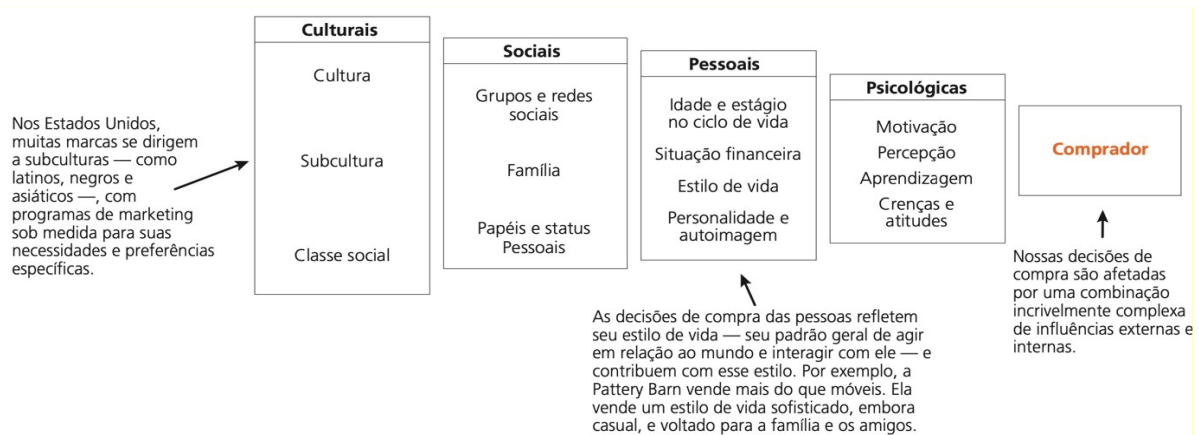 Culturais
Cultura
Subcultura
Classe social
Sociais
Grupos e redes
sociais
Família
Papéis e status
Pessoais
Pessoais
Idade e estágio
no ciclo de vida
Situação financeira
Estilo de vida
Personalidade e
autoimagem
Psicológicas
Motivação
Percepção
Aprendizagem
Crenças e
atitudes
Comprador
Nos Estados Unidos,
muitas marcas se dirigem
a subculturas — como
latinos, negros e
asiáticos —, com
programas de marketing
sob medida para suas
necessidades e preferências
específicas.
As decisões de compra das pessoas refletem
seu estilo de vida — seu padrão geral de agir
em relação ao mundo e interagir com ele — e
contribuem com esse estilo. Por exemplo, a
Pattery Barn vende mais do que móveis. Ela
vende um estilo de vida sofisticado, embora
casual, e voltado para a família e os amigos.
Nossas decisões de
compra são afetadas
por uma combinação
incrivelmente complexa
de influências externas e
internas.